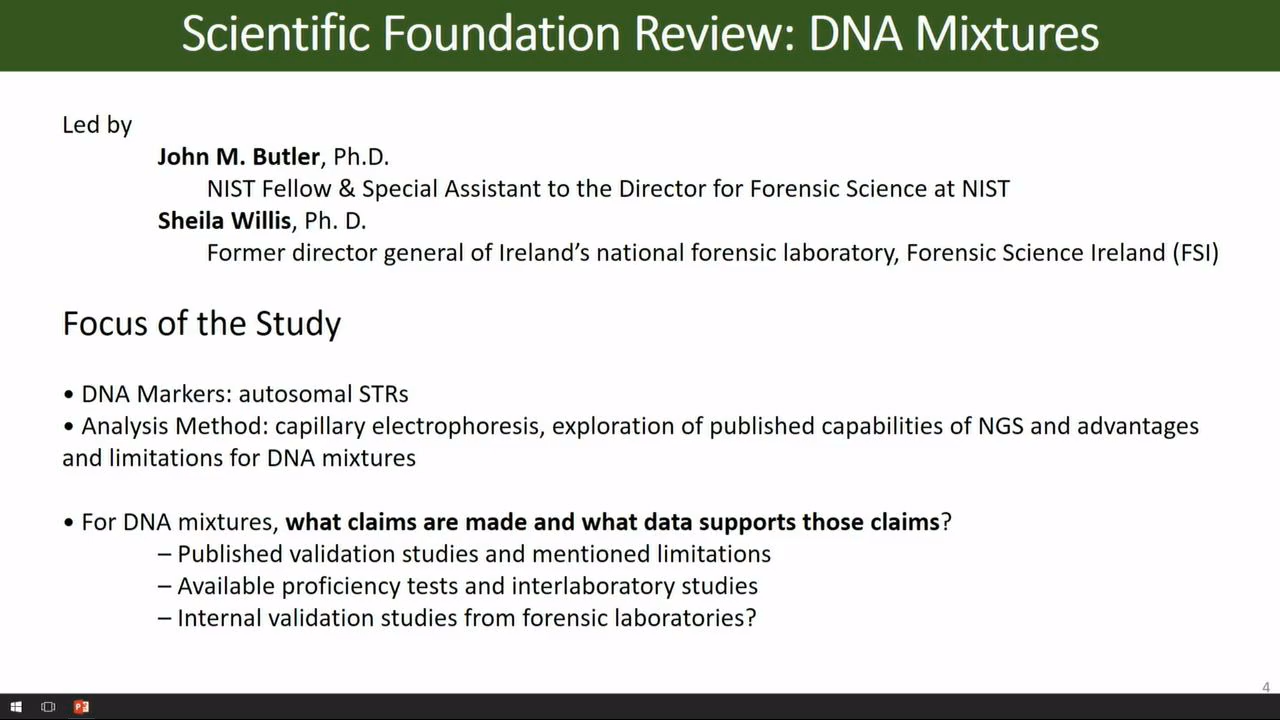 Scientific Foundation Review: DNA Mixtures
Led by
John M. Butler, Ph.D.
NIST Fellow & Special Assistant to the Director for Forensic Science at NIST
Sheila Willis, Ph. D.
Former director general of Ireland's national forensic laboratory, Forensic Science Ireland (FSI)
Focus of the Study
• DNA Markers: autosomal STRs
• Analysis Method: capillary electrophoresis, exploration of published capabilities of NGS and advantages
and limitations for DNA mixtures
• For DNA mixtures, what claims are made and what data supports those claims?
– Published validation studies and mentioned limitations
– Available proficiency tests and interlaboratory studies
– Internal validation studies from forensic laboratories?
4